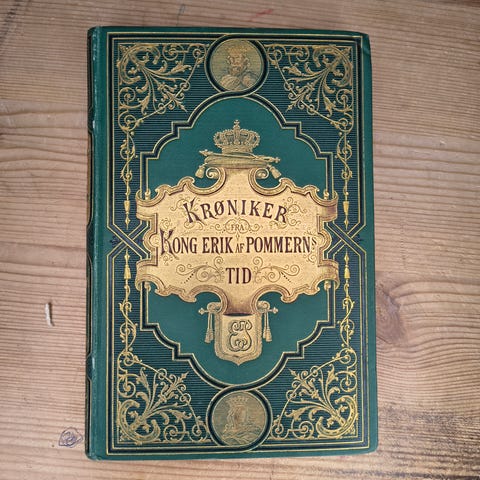 KRØNIKER
FRA
KONG ERIK AF POMMERNS
TID
E